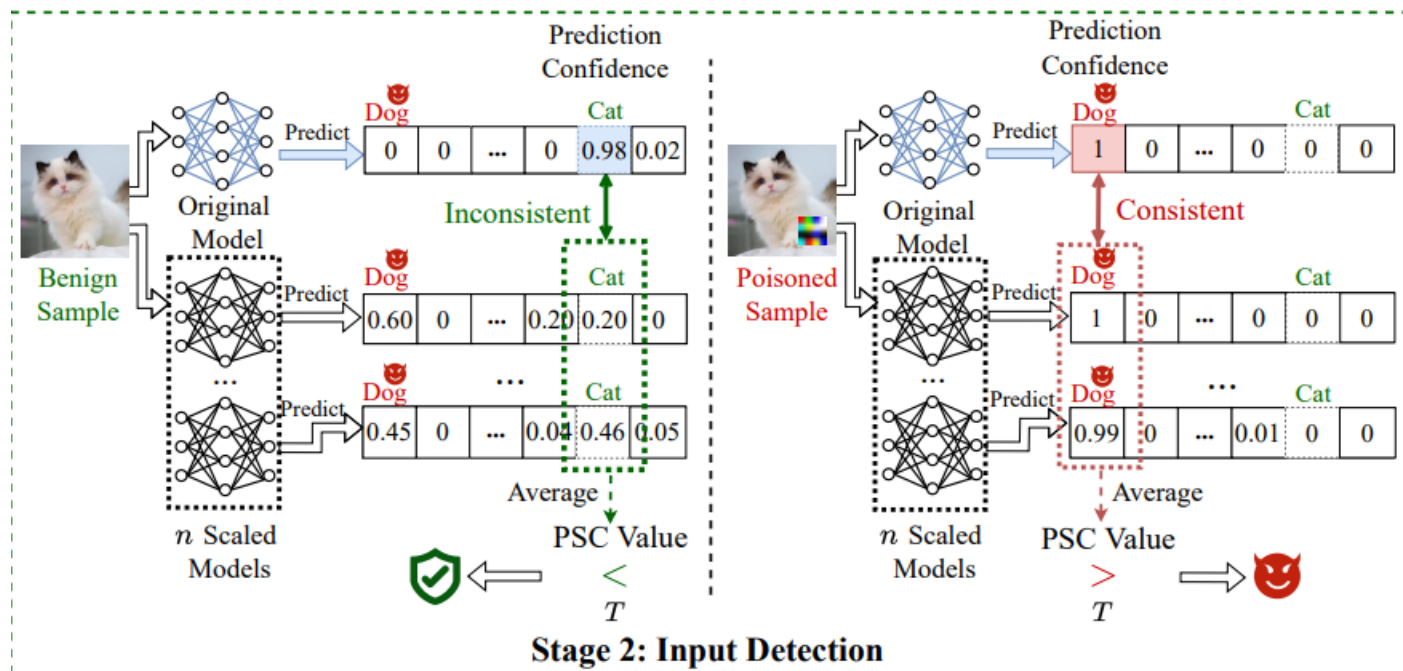 Prediction
Confidence
Dog
Cat
Predict
0 0 ... 0 0.98 0.02
Original
Model
Inconsistent
Benign
Sample
Dog
Cat
Predict
0.60 0 ... 0.20 0.20 0
...
Dog
...
Cat
Predict
0.45 0 ... 0.04 0.46 0.05
Average
n Scaled
Models
PSC Value
<
T
Prediction
Confidence
Dog
Cat
Predict
1 0 ... 0 0 0
Original
Model
Consistent
Poisoned
Sample
Dog
Cat
Predict
1 0 ... 0 0 0
...
Dog
...
Cat
Predict
0.99 0 ... 0.01 0 0
Average
n Scaled
Models
PSC Value
>
T
Stage 2: Input Detection